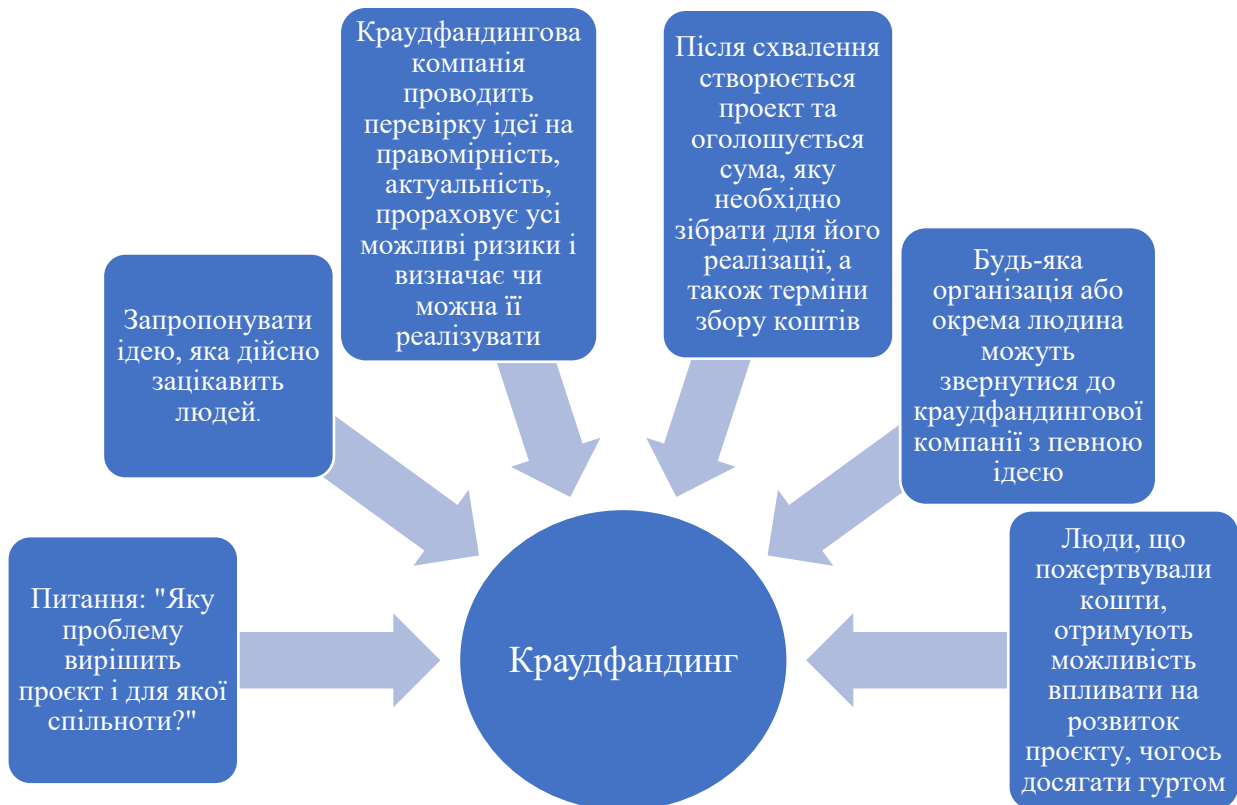 Питання: "Яку
проблему
вирішить
проєкт і для якої
спільноти?"
Запропонувати
ідею, яка дійсно
зацікавить
людей.
Краудфандингова
компанія
проводить
перевірку ідеї на
правомірність,
актуальність,
прораховує усі
можливі ризики і
визначає чи
можна її
реалізувати
Після схвалення
створюється
проект та
оголошується
сума, яку
необхідно
зібрати для його
реалізації, а
також терміни
збору коштів
Будь-яка
організація або
окрема людина
можуть
звернутися до
краудфандингової
компанії з певною
ідеєю
Люди, що
пожертвували
кошти,
отримують
можливість
впливати на
розвиток
проєкту, чогось
досягати гуртом
Краудфандинг